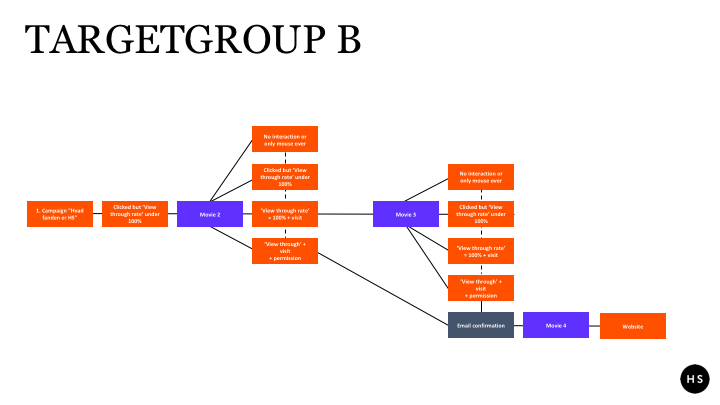 TARGETGROUP B
No interaction or
only mouse over
Clicked but 'View
through rate' under
100%
No interaction or
only mouse over
1. Campaign "Hvad
fanden er HS"
Clicked but 'View
through rate' under
100%
Movie 2
'View through rate'
= 100% + visit
Movie 3
Clicked but 'View
through rate' under
100%
'View through' +
visit
+ permission
'View through rate'
= 100% + visit
'View through' +
visit
+ permission
Email confirmation
Movie 4
Website
HS